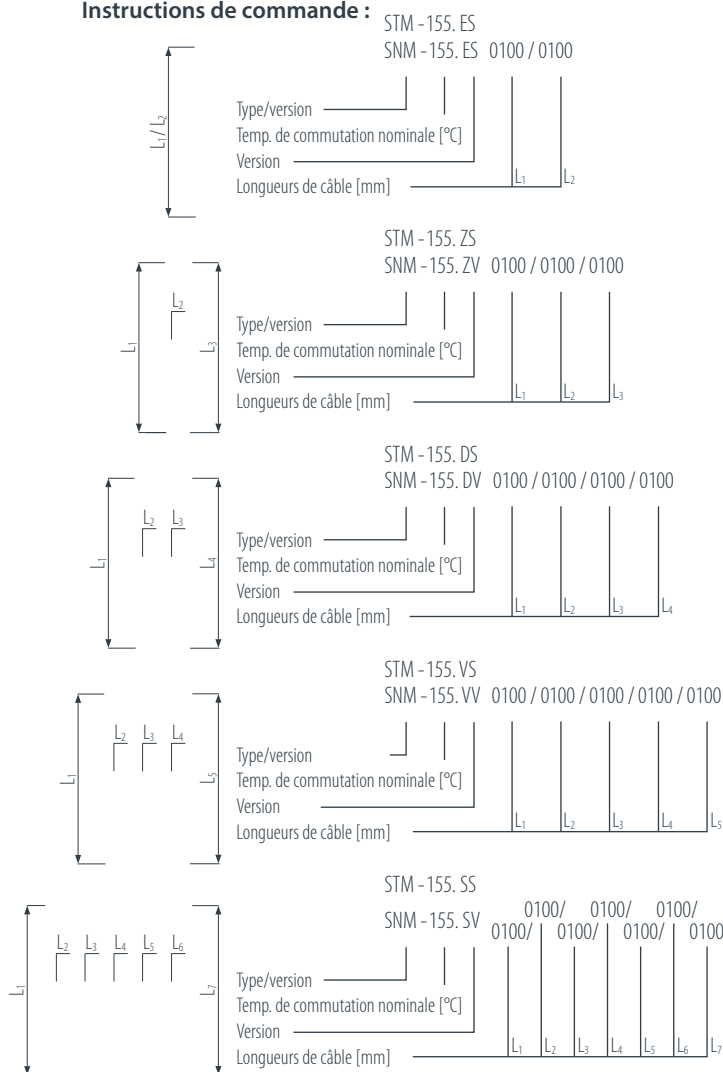 Instructions de commande :
STM - 155. ES
SNM - 155. ES 0100 / 0100
L1 / L2
Type/version
Temp. de commutation nominale [°C]
Version
Longueurs de câble [mm]
L1 L2
STM - 155. ZS
SNM - 155. ZV 0100 / 0100 / 0100
L1 L2 L3
Type/version
Temp. de commutation nominale [°C]
Version
Longueurs de câble [mm]
L1 L2 L3
STM - 155. DS
SNM - 155. DV 0100 / 0100 / 0100 / 0100
L1 L2 L3 L4
Type/version
Temp. de commutation nominale [°C]
Version
Longueurs de câble [mm]
L1 L2 L3 L4
STM - 155. VS
SNM - 155. VV 0100 / 0100 / 0100 / 0100 / 0100
L1 L2 L3 L4 L5
Type/version
Temp. de commutation nominale [°C]
Version
Longueurs de câble [mm]
L1 L2 L3 L4 L5
STM - 155. SS
0100/ 0100/ 0100/
SNM - 155. SV 0100/ 0100/ 0100/ 0100
L1 L2 L3 L4 L5 L6 L7
Type/version
Temp. de commutation nominale [°C]
Version
Longueurs de câble [mm]
L1 L2 L3 L4 L5 L6 L7